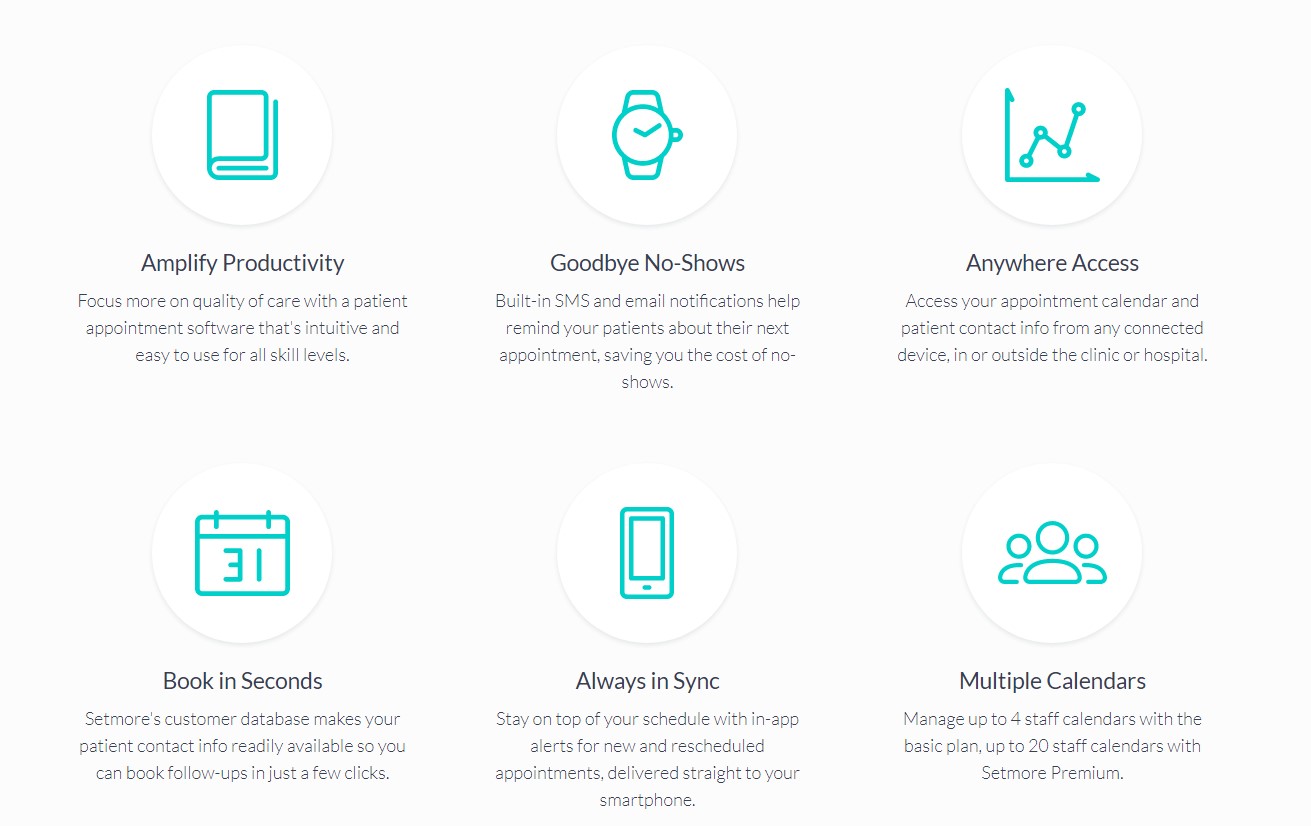 Amplify Productivity
Focus more on quality of care with a patient
appointment software that's intuitive and
easy to use for all skill levels.
Goodbye No-Shows
Built-in SMS and email notifications help
remind your patients about their next
appointment, saving you the cost of no-
shows.
Anywhere Access
Access your appointment calendar and
patient contact info from any connected
device, in or outside the clinic or hospital.
31
Book in Seconds
Setmore's customer database makes your
patient contact info readily available so you
can book follow-ups in just a few clicks.
Always in Sync
Stay on top of your schedule with in-app
alerts for new and rescheduled
appointments, delivered straight to your
smartphone.
Multiple Calendars
Manage up to 4 staff calendars with the
basic plan, up to 20 staff calendars with
Setmore Premium.